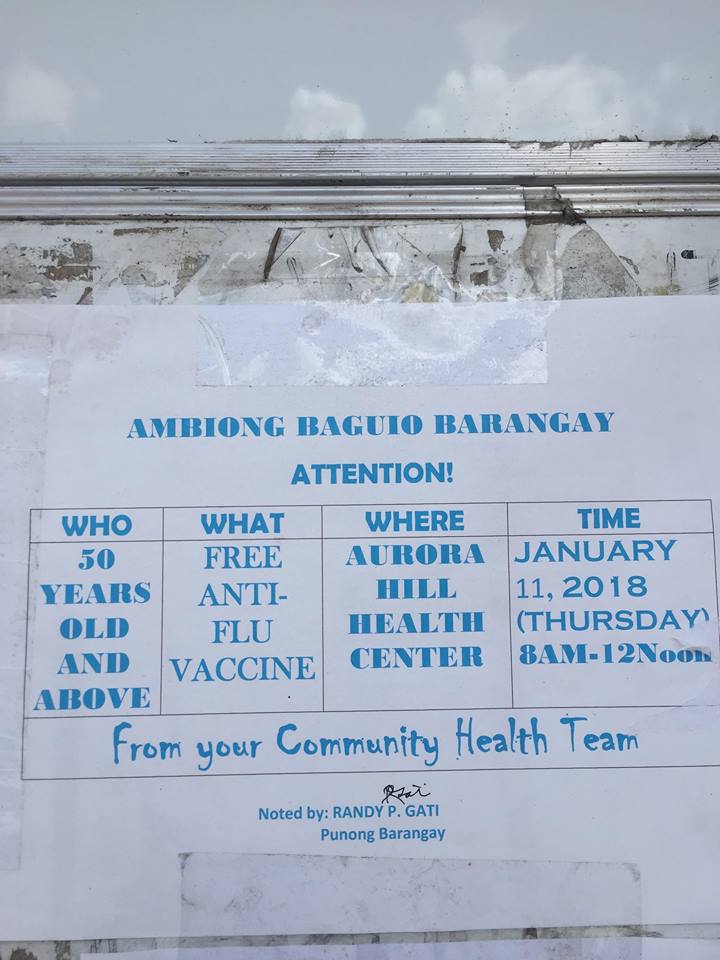 AMBIONG BAGUIO BARANGAY
ATTENTION!
WHO
WHAT
WHERE
TIME
50
YEARS
OLD
AND
ABOVE
FREE
ANTI-
FLU
VACCINE
AURORA
HILL
HEALTH
CENTER
JANUARY
11, 2018
(THURSDAY)
8AM-12Noon
From your Community Health Team
Noted by: RANDY P. GATI
Punong Barangay